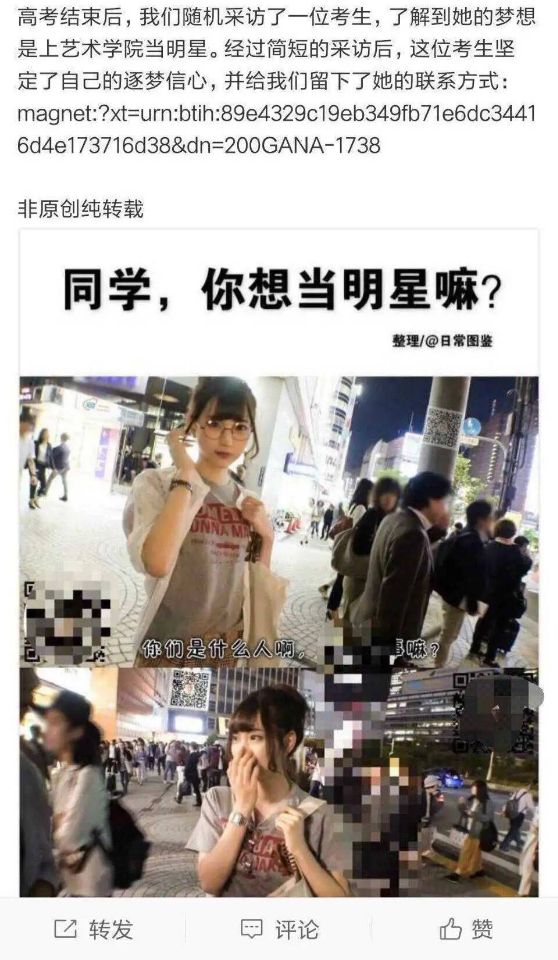 高考结束后，我们随机采访了一位考生，了解到她的梦想
是上艺术学院当明星。经过简短的采访后，这位考生坚
定了自己的逐梦信心，并给我们留下了她的联系方式：
magnet:?xt=urn:btih:89e4329c19eb349fb71e6dc3441
6d4e173716d38&dn=200GANA-1738
非原创纯转载
同学，你想当明星嘛?
整理/@日常图鉴
你们是什么人啊，
嘛?
转发
评论
赞